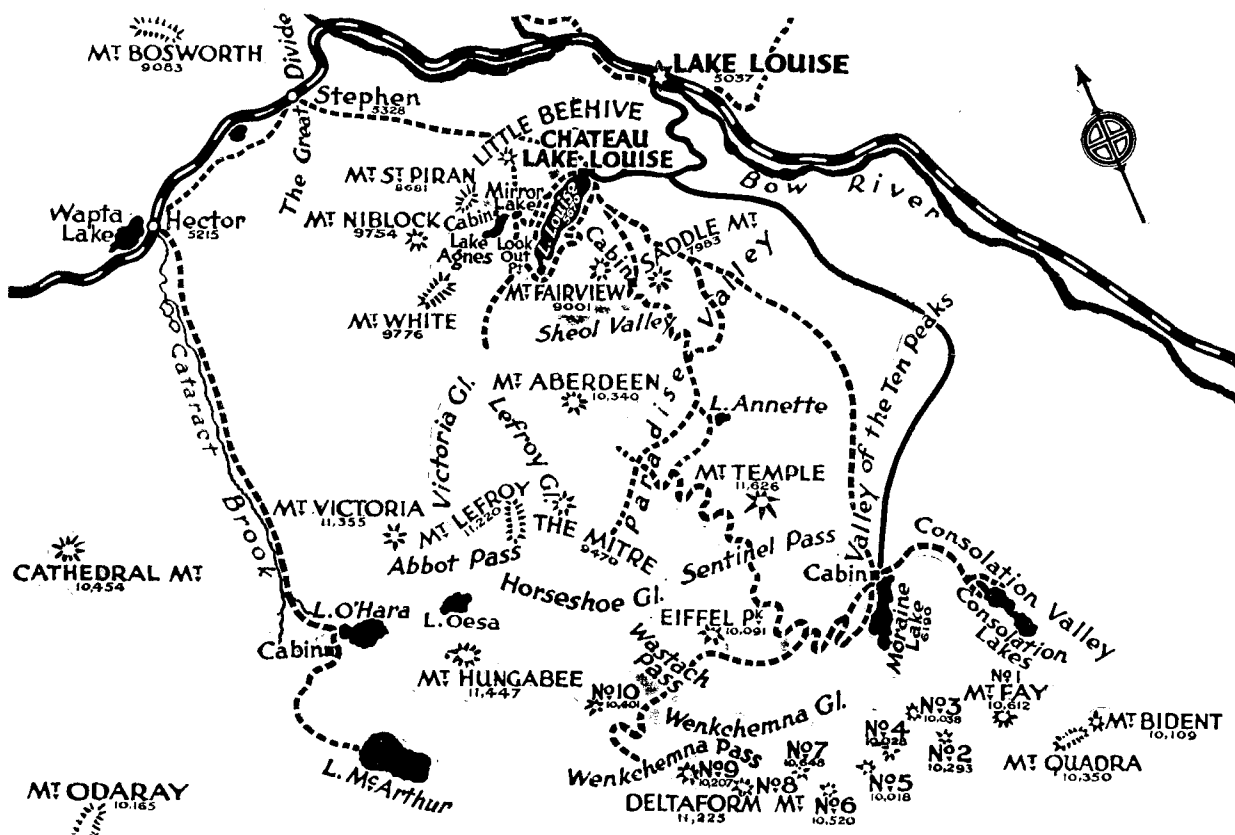 MT. BOSWORTH
9083
The Great Divide
Stephen
5328
LAKE LOUISE
5037
LITTLE BEEHIVE
CHATEAU
LAKE LOUISE
Bow River
MT. ST. PIRAN
8681
Mirror
Lake
Cabin
L. Louise
5670
Wapta
Lake
Hector
5215
MT. NIBLOCK
9754
Lake
Agnes
Look
Out
Pt.
Cabin
SADDLE MT.
7983
MT. FAIRVIEW
9001
MT. WHITE
9776
Sheol Valley
Paradise Valley
Valley of the Ten Peaks
Cataract Brook
MT. ABERDEEN
10,340
L. Annette
Victoria Gl.
Lefroy Gl.
MT. TEMPLE
11,626
MT. VICTORIA
11,355
MT. LEFROY
11,220
THE MITRE
9470
Abbot Pass
Sentinel Pass
CATHEDRAL MT.
10,454
Horseshoe Gl.
Cabin
Consolation Valley
Consolation
Lakes
L. O'Hara
Cabin
L. Oesa
EIFFEL PK.
10,091
Moraine
Lake
6190
Wastach
Pass
MT. HUNGABEE
11,447
No. 10
10,601
Wenkchemna Gl.
Wenkchemna Pass
No. 1
MT. FAY
10,612
No. 3
10,038
No. 4
10,028
No. 2
10,293
MT. BIDENT
10,109
MT. QUADRA
10,350
No. 7
10,648
No. 9
10,207
No. 8
No. 5
10,018
DELTAFORM MT.
11,225
No. 6
10,520
L. McArthur
MT. ODARAY
10,165